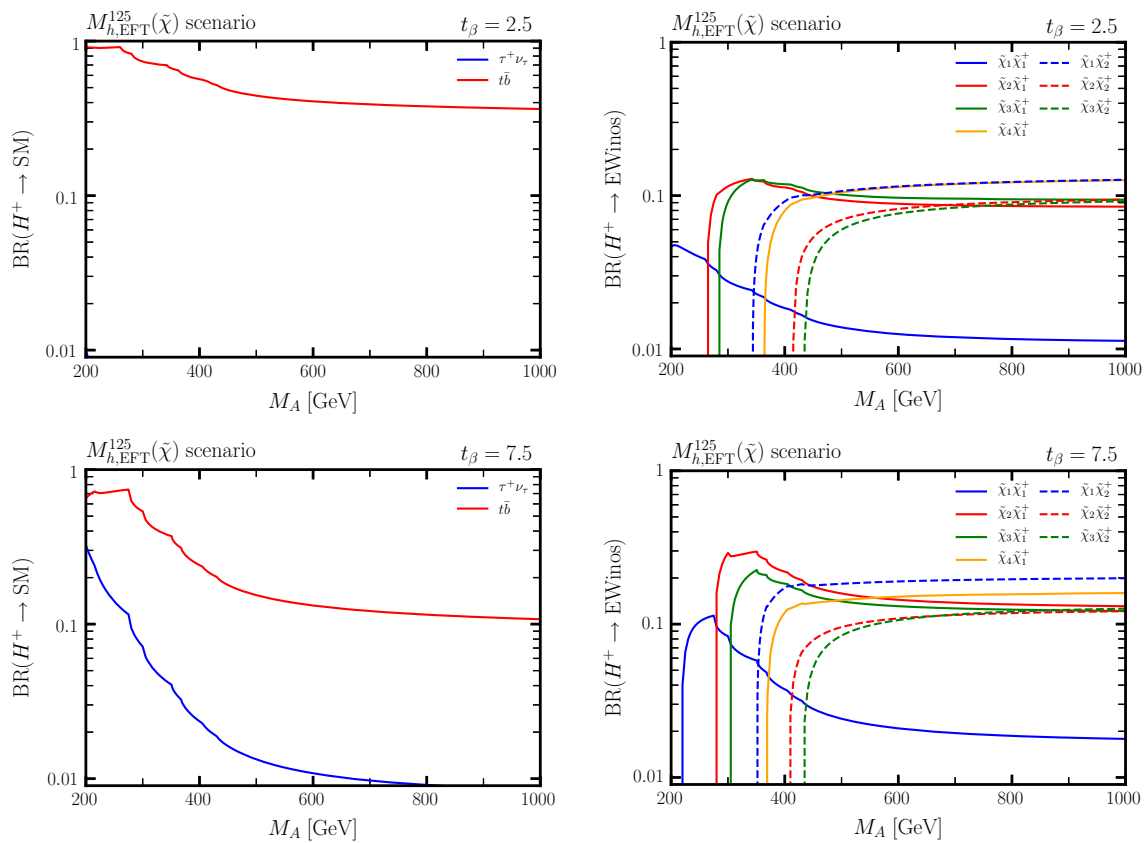 M_{h,EFT}^{125}(χ̃) scenario t_β = 2.5
BR(H⁺ → SM)
1
0.1
0.01
τ⁺ν_τ
tb̄
200 400 600 800 1000
M_A [GeV]
M_{h,EFT}^{125}(χ̃) scenario t_β = 2.5
BR(H⁺ → EWinos)
1
0.1
0.01
χ̃₁χ̃₁⁺ χ̃₁χ̃₂⁺
χ̃₂χ̃₁⁺ χ̃₂χ̃₂⁺
χ̃₃χ̃₁⁺ χ̃₃χ̃₂⁺
χ̃₄χ̃₁⁺
200 400 600 800 1000
M_A [GeV]
M_{h,EFT}^{125}(χ̃) scenario t_β = 7.5
BR(H⁺ → SM)
1
0.1
0.01
τ⁺ν_τ
tb̄
200 400 600 800 1000
M_A [GeV]
M_{h,EFT}^{125}(χ̃) scenario t_β = 7.5
BR(H⁺ → EWinos)
1
0.1
0.01
χ̃₁χ̃₁⁺ χ̃₁χ̃₂⁺
χ̃₂χ̃₁⁺ χ̃₂χ̃₂⁺
χ̃₃χ̃₁⁺ χ̃₃χ̃₂⁺
χ̃₄χ̃₁⁺
200 400 600 800 1000
M_A [GeV]